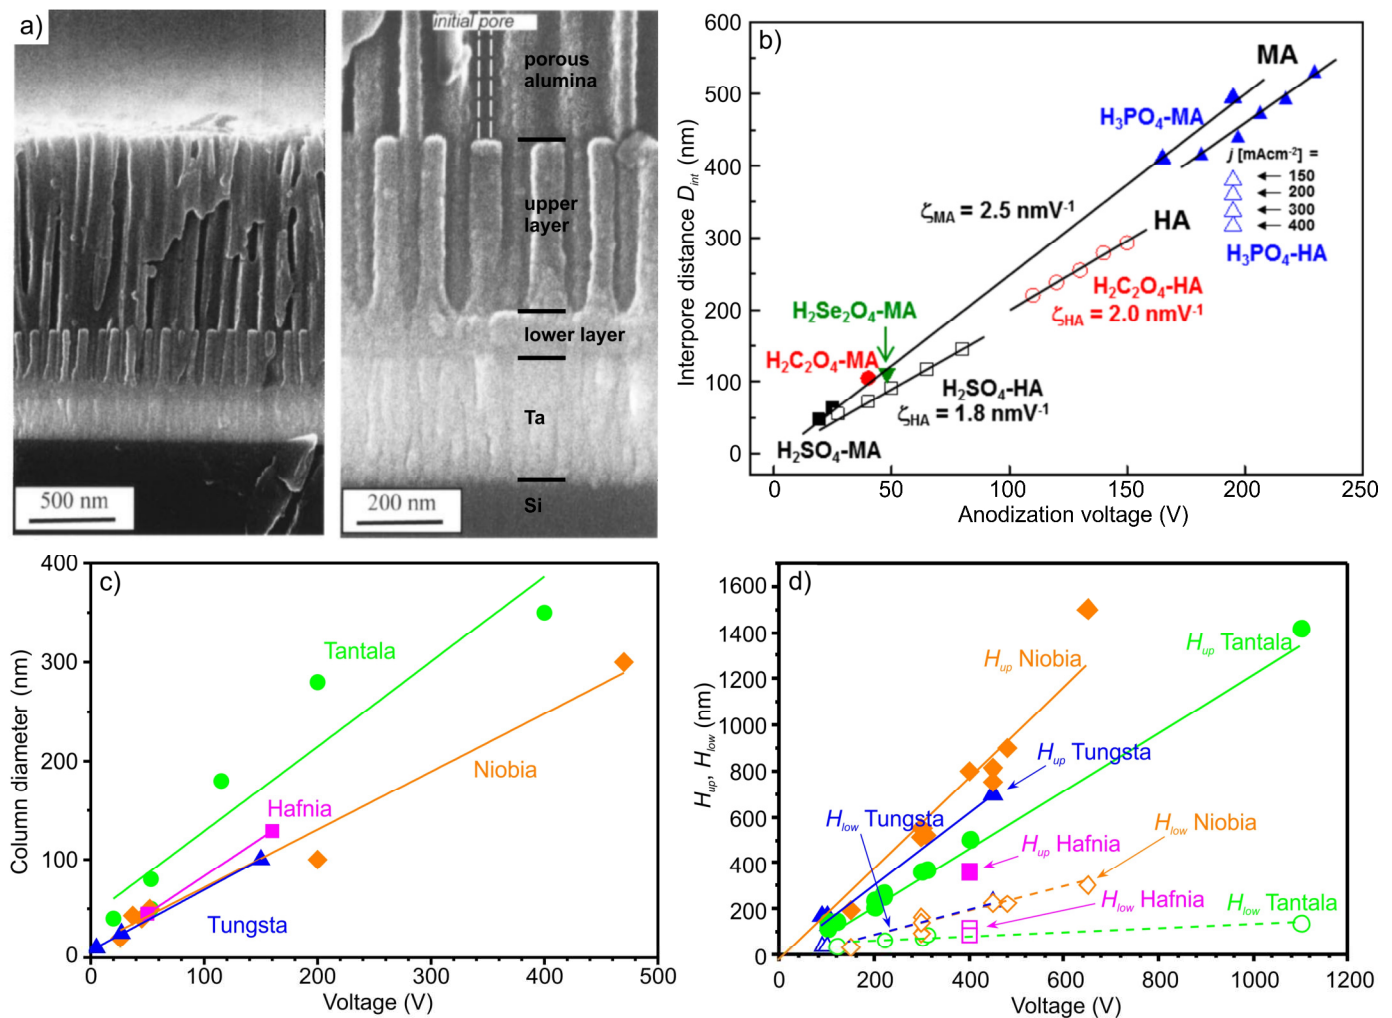 a)
initial pore
porous
alumina
upper
layer
lower layer
Ta
Si
500 nm
200 nm
b)
Interpore distance Dint (nm)
600
500
400
300
200
100
0
0
50
100
150
200
250
Anodization voltage (V)
MA
H3PO4-MA
j [mAcm-2] =
150
200
300
400
H3PO4-HA
ζMA = 2.5 nmV-1
HA
H2C2O4-HA
ζHA = 2.0 nmV-1
H2Se2O4-MA
H2C2O4-MA
H2SO4-HA
ζHA = 1.8 nmV-1
H2SO4-MA
c)
Column diameter (nm)
400
300
200
100
0
0
100
200
300
400
500
Voltage (V)
Tantala
Niobia
Hafnia
Tungsta
d)
Hup, Hlow (nm)
1600
1400
1200
1000
800
600
400
200
0
0
200
400
600
800
1000
1200
Voltage (V)
Hup Niobia
Hup Tantala
Hup Tungsta
Hlow Tungsta
Hlow Niobia
Hup Hafnia
Hlow Hafnia
Hlow Tantala